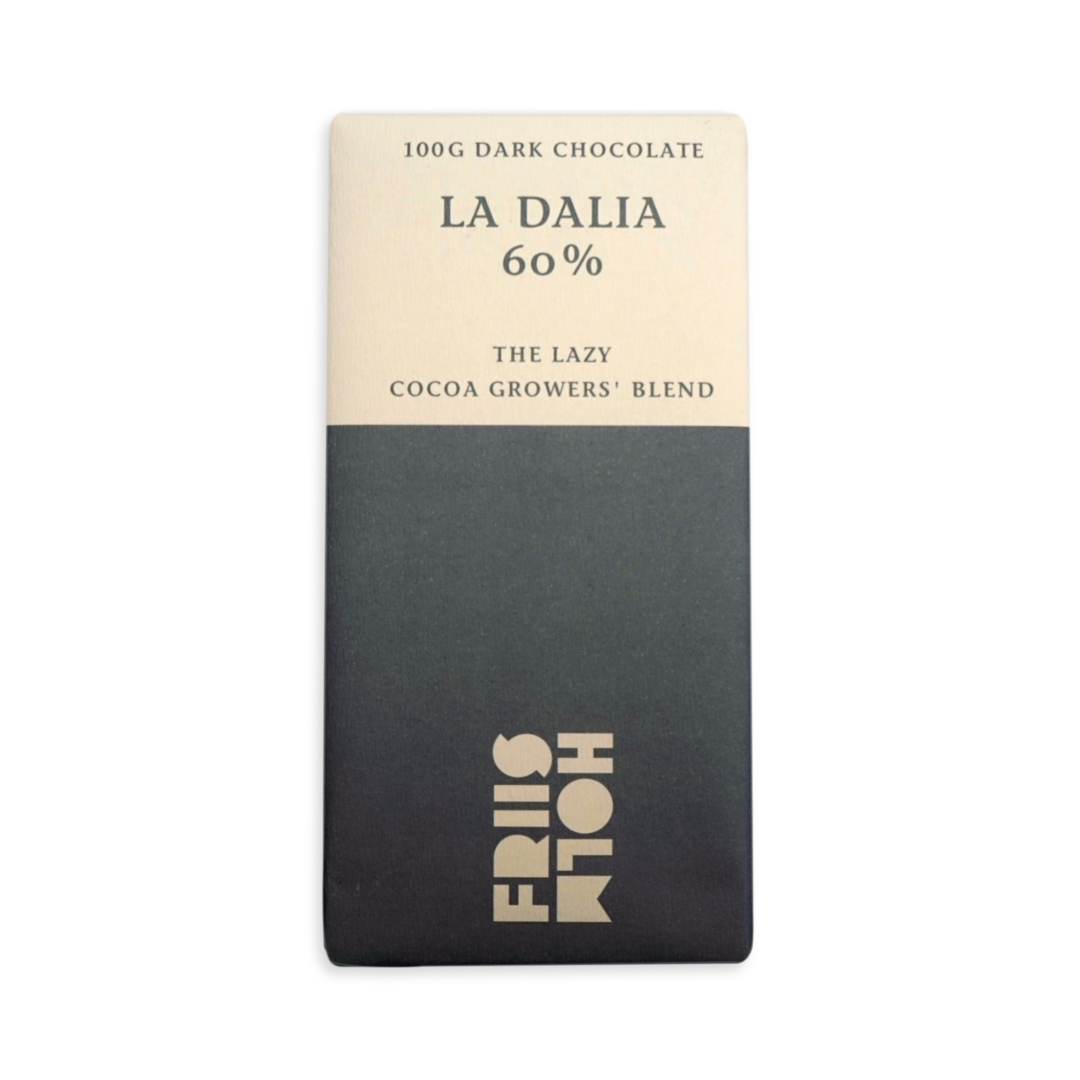 100G DARK CHOCOLATE
LA DALIA
60%
THE LAZY
COCOA GROWERS' BLEND
FRIIS
HOLM